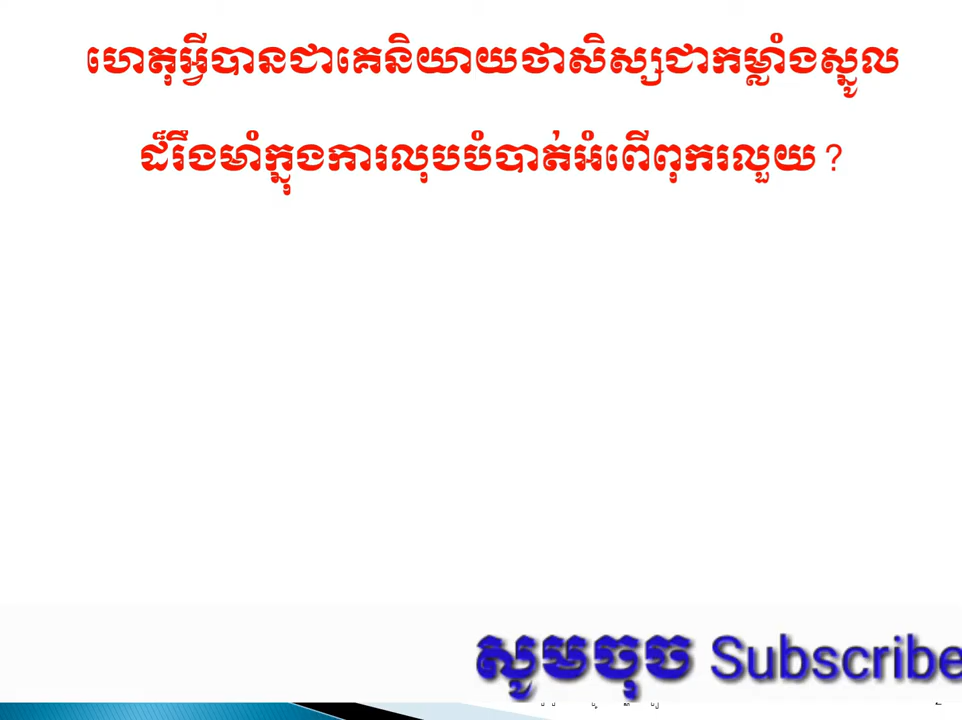 ហេតុអ្វីបានជាគេនិយាយថាសិស្សជាកម្លាំងស្នូល
ដ៏រឹងមាំក្នុងការលុបបំបាត់អំពើពុករលួយ?
សូមចុច Subscribe